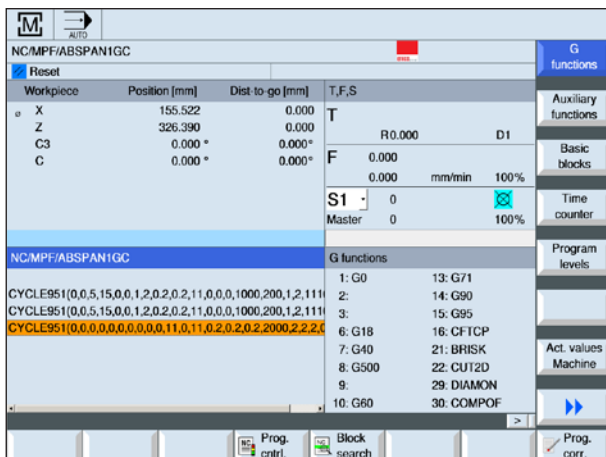 M
AUTO
NC/MPF/ABSPAN1GC
Reset
Workpiece Position [mm] Dist-to-go [mm]
ø X 155.522 0.000
Z 326.390 0.000
C3 0.000 ° 0.000°
C 0.000 ° 0.000°
T,F,S
T
R0.000 D1
F 0.000
0.000 mm/min 100%
S1 0
Master 0 100%
NC/MPF/ABSPAN1GC
CYCLE951(0,0,5,15,0,0,1,2,0.2,0.2,11,0,0,0,1000,200,1,2,111
CYCLE951(0,0,5,15,0,0,1,2,0.2,0.2,11,0,0,0,1000,200,1,2,111
CYCLE951(0,0,0,0,0,0,0,0,0,11,0,11,0.2,0.2,0.2,2000,2,2,2,0
G functions
1: G0 13: G71
2: 14: G90
3: 15: G95
6: G18 16: CFTCP
7: G40 21: BRISK
8: G500 22: CUT2D
9: 29: DIAMON
10: G60 30: COMPOF
>
G
functions
Auxiliary
functions
Basic
blocks
Time
counter
Program
levels
Act. values
Machine
NC Prog.
cntrl.
NC Block
search
Prog.
corr.